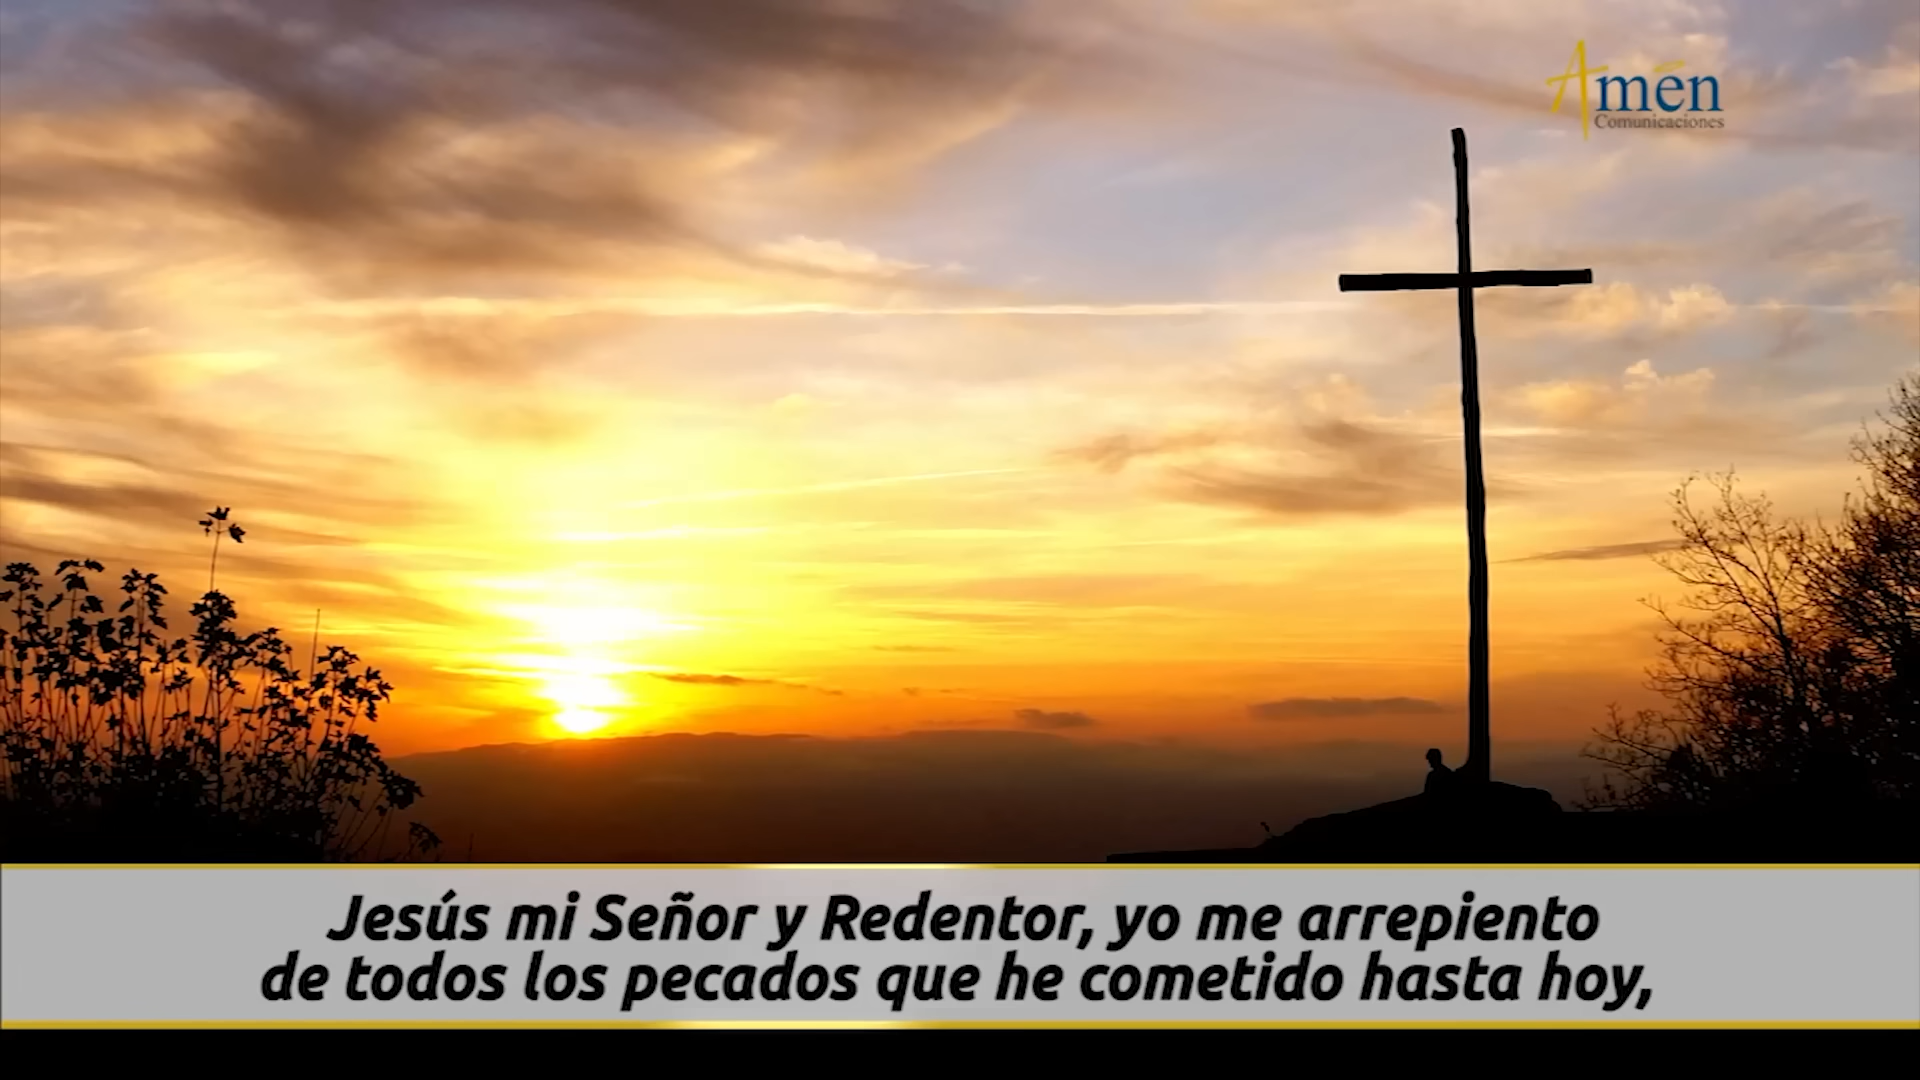 Amén
Comunicaciones
Jesús mi Señor y Redentor, yo me arrepiento
de todos los pecados que he cometido hasta hoy,